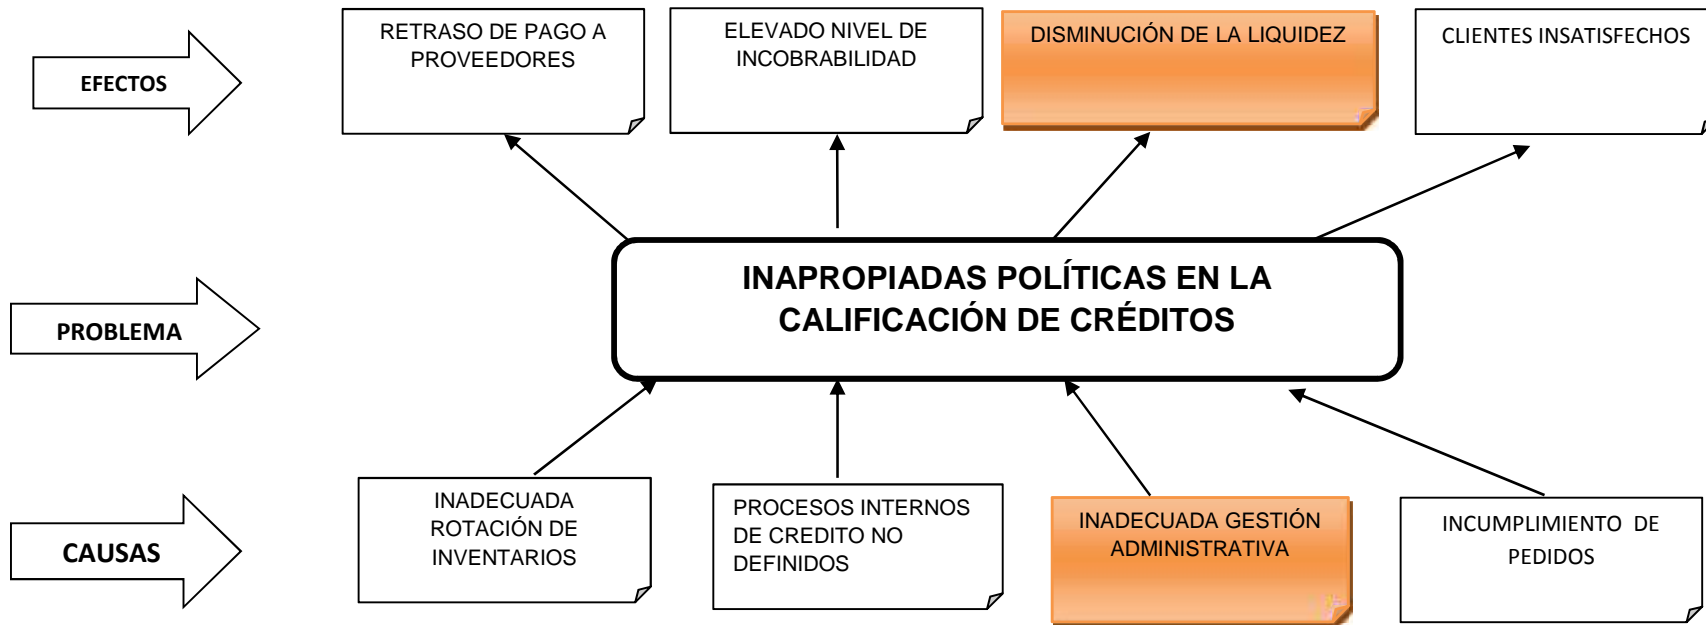 EFECTOS
RETRASO DE PAGO A
PROVEEDORES
ELEVADO NIVEL DE
INCOBRABILIDAD
DISMINUCIÓN DE LA LIQUIDEZ
CLIENTES INSATISFECHOS
PROBLEMA
INAPROPIADAS POLÍTICAS EN LA
CALIFICACIÓN DE CRÉDITOS
CAUSAS
INADECUADA
ROTACIÓN DE
INVENTARIOS
PROCESOS INTERNOS
DE CREDITO NO
DEFINIDOS
INADECUADA GESTIÓN
ADMINISTRATIVA
INCUMPLIMIENTO DE
PEDIDOS